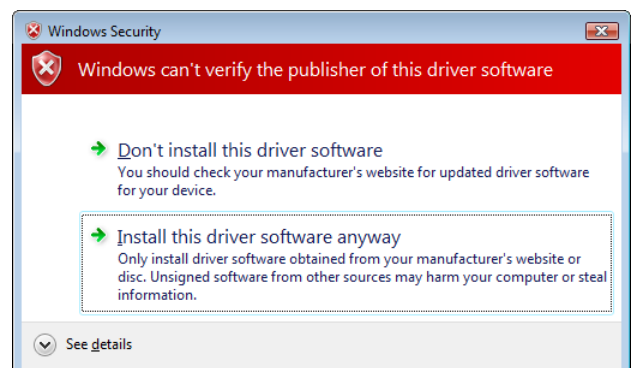 Windows Security
Windows can't verify the publisher of this driver software
Don't install this driver software
You should check your manufacturer's website for updated driver software
for your device.
Install this driver software anyway
Only install driver software obtained from your manufacturer's website or
disc. Unsigned software from other sources may harm your computer or steal
information.
See details